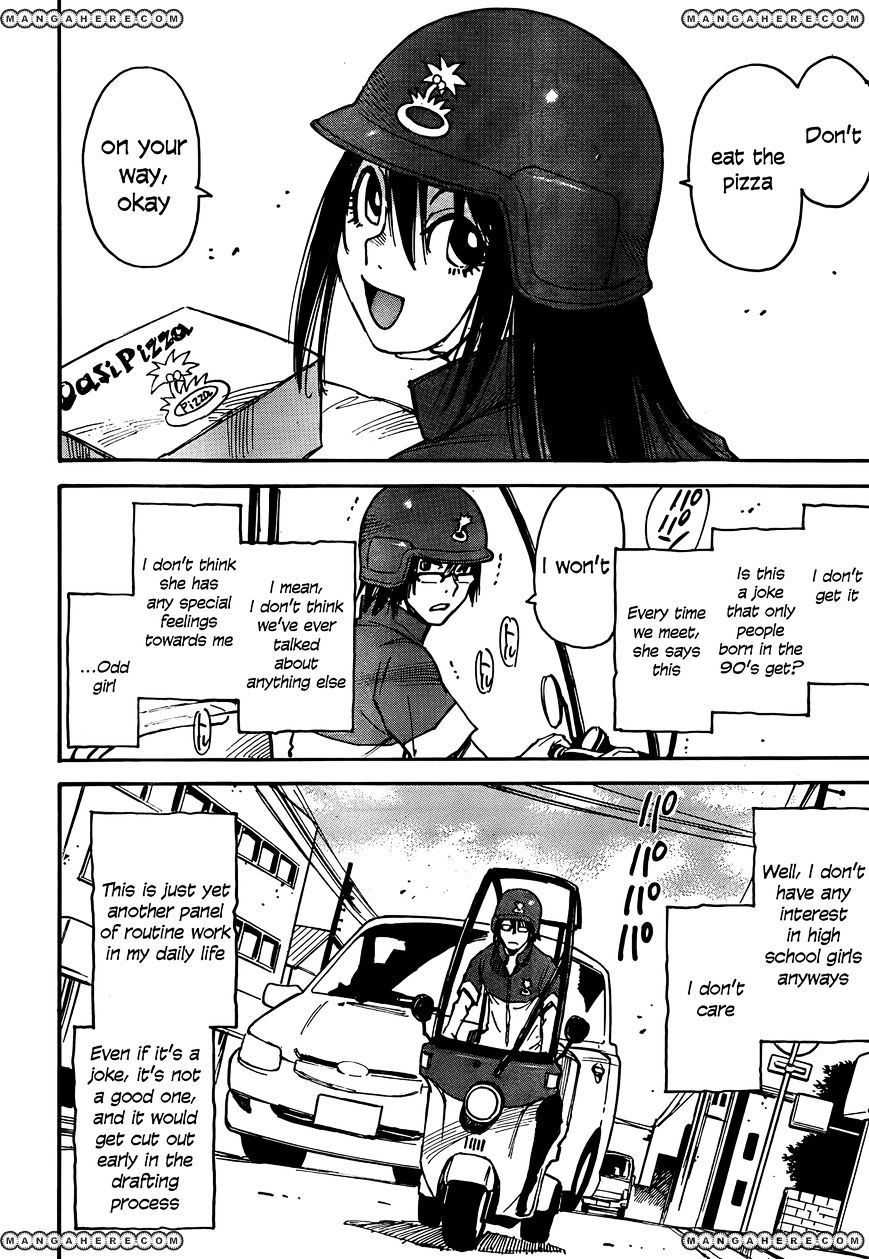 MANGAHERE.COM
MANGAHERE.COM
Don't
eat the
pizza
on your
way,
okay
OasiPizza
Pizza
I don't
get it
Is this
a joke
that only
people
born in the
90's get?
Every time
we meet,
she says
this
I won't
I mean,
I don't think
we've ever
talked
about
anything else
I don't think
she has
any special
feelings
towards me
...Odd
girl
Well, I don't
have any
interest
in high
school girls
anyways
I don't
care
This is just yet
another panel
of routine work
in my daily life
Even if it's a
joke, it's not
a good one,
and it would
get cut out
early in the
drafting
process
MANGAHERE.COM
MANGAHERE.COM